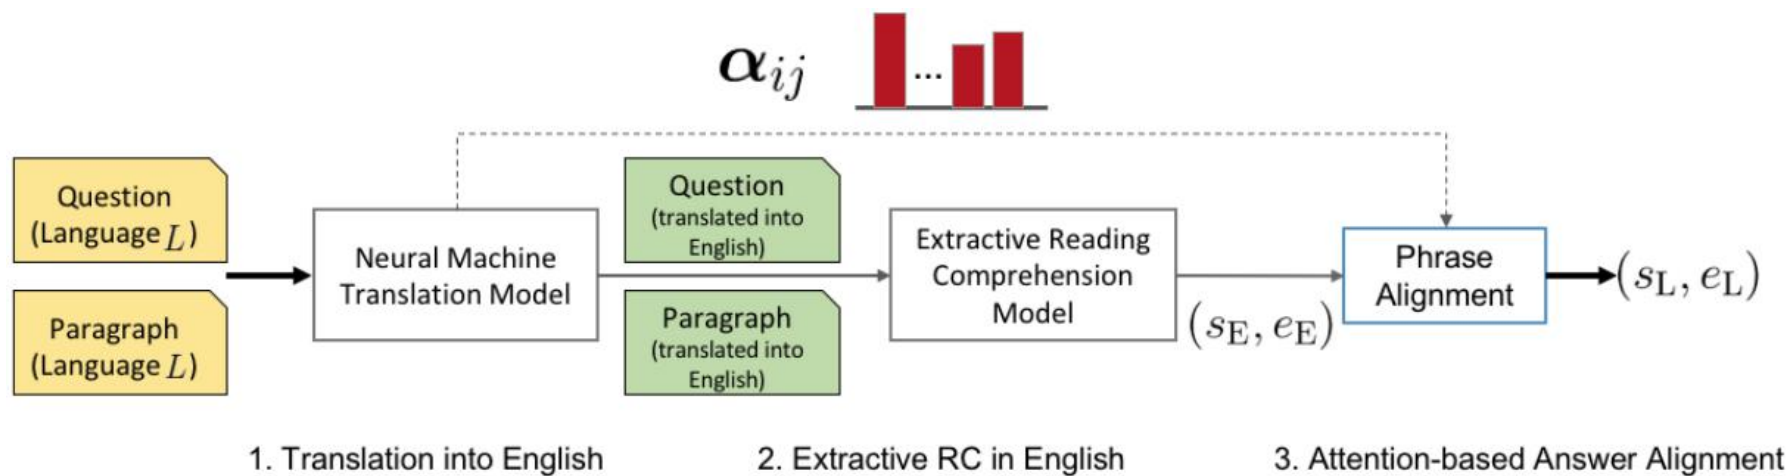 α_{ij} ...
Question
(Language L)
Paragraph
(Language L)
Neural Machine
Translation Model
Question
(translated into
English)
Paragraph
(translated into
English)
Extractive Reading
Comprehension
Model
(s_E, e_E)
Phrase
Alignment
(s_L, e_L)
1. Translation into English
2. Extractive RC in English
3. Attention-based Answer Alignment